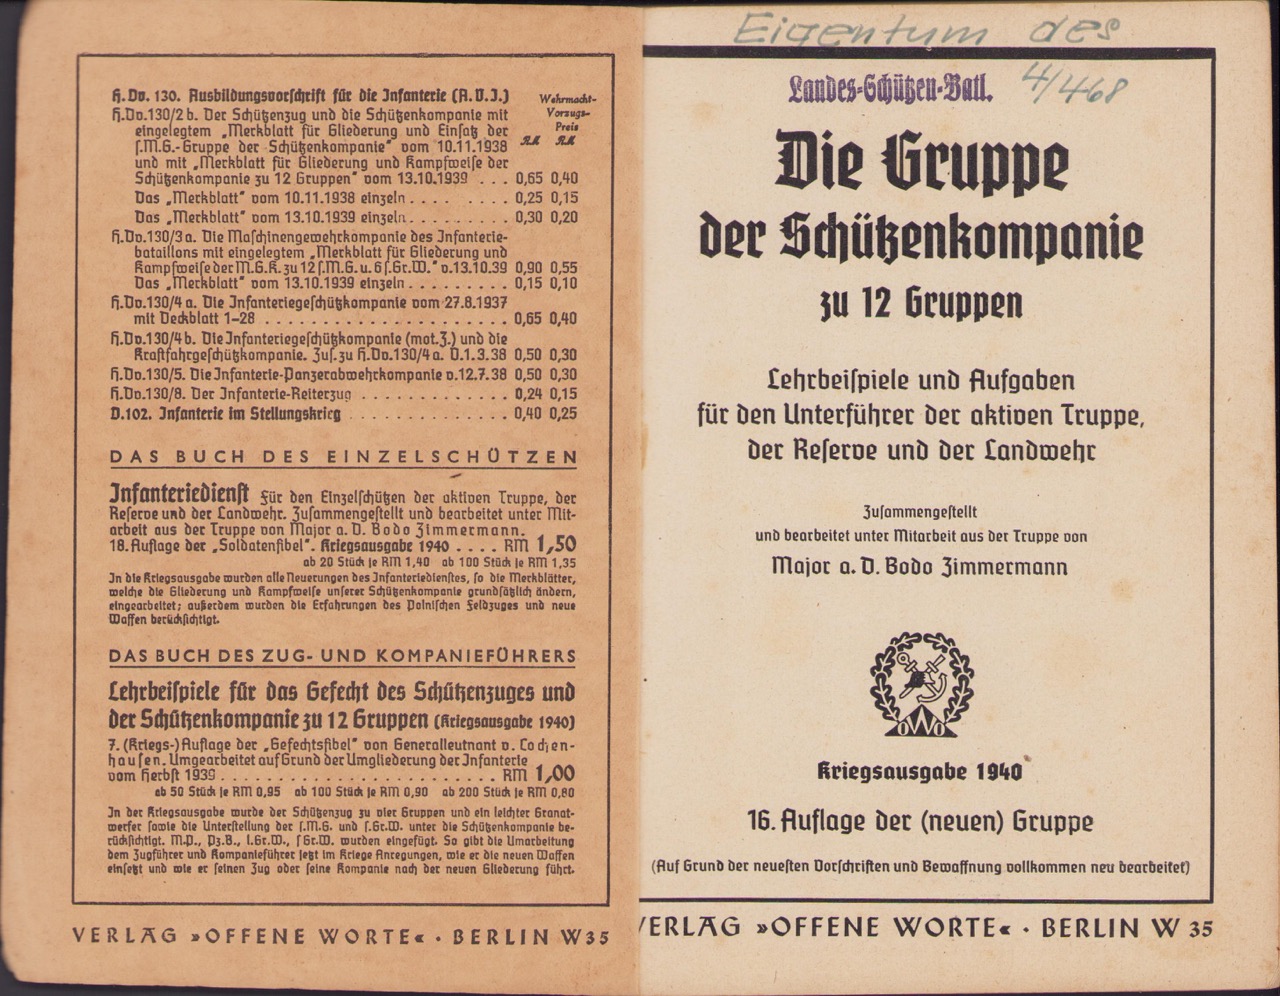 H.Dv. 130. Ausbildungsvorschrift für die Infanterie (A.V.I.)
Wehrmacht-
Vorzugs-
Preis
RM RM
H.Dv.130/2b. Der Schützenzug und die Schützenkompanie mit
eingelegtem „Merkblatt für Gliederung und Einsatz der
s.M.G.-Gruppe der Schützenkompanie" vom 10.11.1938
und mit „Merkblatt für Gliederung und Kampfweise der
Schützenkompanie zu 12 Gruppen" vom 13.10.1939 . . . 0,65 0,40
Das „Merkblatt" vom 10.11.1938 einzeln . . . . . . . . 0,25 0,15
Das „Merkblatt" vom 13.10.1939 einzeln . . . . . . . . . 0,30 0,20
H.Dv.130/3a. Die Maschinengewehrkompanie des Infanterie-
bataillons mit eingelegtem „Merkblatt für Gliederung und
Kampfweise der M.G.K. zu 12 s.M.G. u. 6 s.Gr.W." v.13.10.39 0,90 0,55
Das „Merkblatt" vom 13.10.1939 einzeln . . . . . . . . . 0,15 0,10
H.Dv.130/4a. Die Infanteriegeschützkompanie vom 27.8.1937
mit Deckblatt 1-28 . . . . . . . . . . . . . . . . . . . . . 0,65 0,40
H.Dv.130/4b. Die Infanteriegeschützkompanie (mot.Z.) und die
Kraftfahrgeschützkompanie. Zus. zu H.Dv.130/4a. V.1.3.38 0,50 0,30
H.Dv.130/5. Die Infanterie-Panzerabwehrkompanie v.12.7.38 0,50 0,30
H.Dv.130/8. Der Infanterie-Reiterzug . . . . . . . . . . . . . 0,24 0,15
D.102. Infanterie im Stellungskrieg . . . . . . . . . . . . . 0,40 0,25
DAS BUCH DES EINZELSCHÜTZEN
Infanteriedienst Für den Einzelschützen der aktiven Truppe, der
Reserve und der Landwehr. Zusammengestellt und bearbeitet unter Mit-
arbeit aus der Truppe von Major a. D. Bodo Zimmermann.
18. Auflage der „Soldatenfibel". Kriegsausgabe 1940 . . . . RM 1,50
ab 20 Stück je RM 1,40 ab 100 Stück je RM 1,35
In die Kriegsausgabe wurden alle Neuerungen des Infanteriedienstes, so die Merkblätter,
welche die Gliederung und Kampfweise unserer Schützenkompanie grundsätzlich ändern,
eingearbeitet; außerdem wurden die Erfahrungen des Polnischen Feldzuges und neue
Waffen berücksichtigt.
DAS BUCH DES ZUG- UND KOMPANIEFÜHRERS
Lehrbeispiele für das Gefecht des Schützenzuges und
der Schützenkompanie zu 12 Gruppen (Kriegsausgabe 1940)
7. (Kriegs-) Auflage der „Gefechtsfibel" von Generalleutnant v. Cochen-
hausen. Umgearbeitet auf Grund der Umgliederung der Infanterie
vom Herbst 1939 . . . . . . . . . . . . . . . . . . . . . . . RM 1,00
ab 50 Stück je RM 0,95 ab 100 Stück je RM 0,90 ab 200 Stück je RM 0,80
In der Kriegsausgabe wurde der Schützenzug zu vier Gruppen und ein leichter Granat-
werfer sowie die Unterstellung der s.M.G. und s.Gr.W. unter die Schützenkompanie be-
rücksichtigt. M.P., Pz.B., l.Gr.W., s Gr.W. wurden eingefügt. So gibt die Umarbeitung
dem Zugführer und Kompanieführer jetzt im Kriege Anregungen, wie er die neuen Waffen
einsetzt und wie er seinen Zug oder seine Kompanie nach der neuen Gliederung führt.
VERLAG »OFFENE WORTE« · BERLIN W35
Eigentum des
Landes-Schützen-Batl. 4/468
Die Gruppe
der Schützenkompanie
zu 12 Gruppen
Lehrbeispiele und Aufgaben
für den Unterführer der aktiven Truppe,
der Reserve und der Landwehr
Zusammengestellt
und bearbeitet unter Mitarbeit aus der Truppe von
Major a. D. Bodo Zimmermann
OWO
Kriegsausgabe 1940
16. Auflage der (neuen) Gruppe
(Auf Grund der neuesten Vorschriften und Bewaffnung vollkommen neu bearbeitet)
VERLAG »OFFENE WORTE« · BERLIN W 35